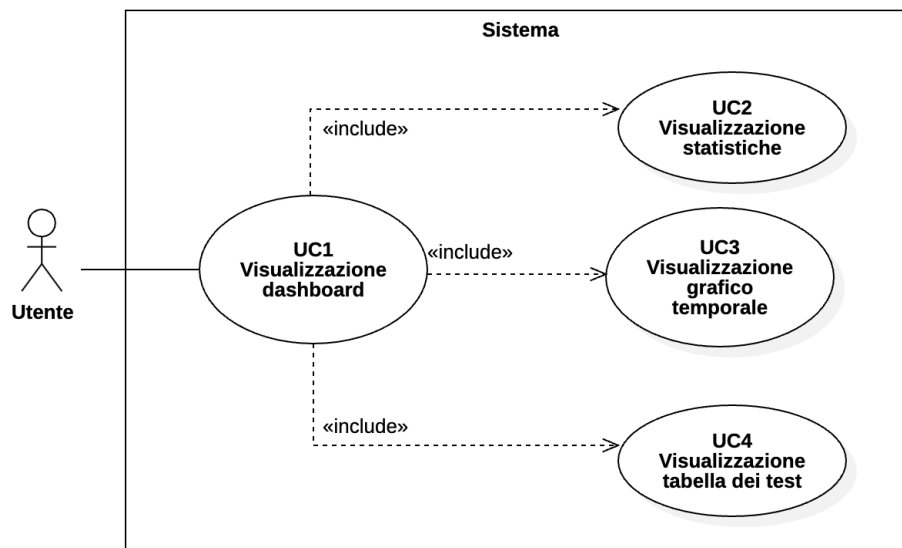 Sistema
UC2
Visualizzazione
statistiche
«include»
UC1
Visualizzazione
dashboard
«include»
UC3
Visualizzazione
grafico
temporale
Utente
«include»
UC4
Visualizzazione
tabella dei test